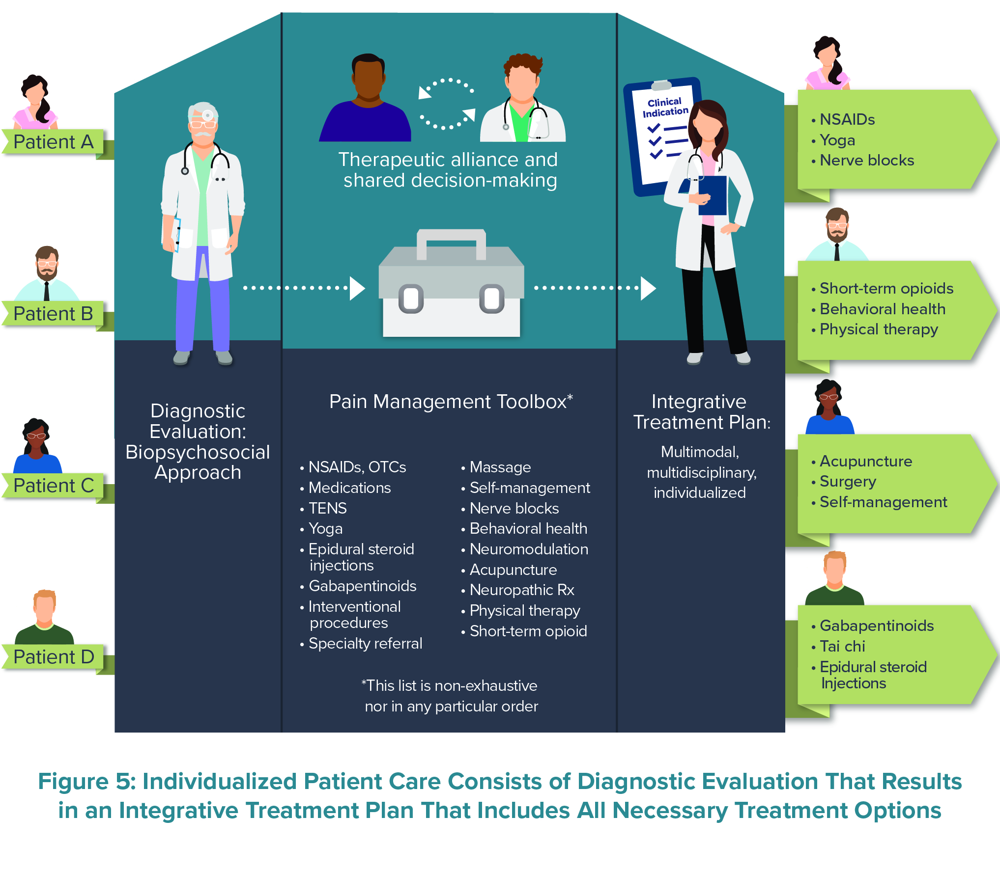 Patient A
Patient B
Patient C
Patient D
Diagnostic
Evaluation:
Biopsychosocial
Approach
Therapeutic alliance and
shared decision-making
Pain Management Toolbox*
• NSAIDs, OTCs
• Medications
• TENS
• Yoga
• Epidural steroid
injections
• Gabapentinoids
• Interventional
procedures
• Specialty referral
• Massage
• Self-management
• Nerve blocks
• Behavioral health
• Neuromodulation
• Acupuncture
• Neuropathic Rx
• Physical therapy
• Short-term opioid
*This list is non-exhaustive
nor in any particular order
Clinical
Indication
Integrative
Treatment Plan:
Multimodal,
multidisciplinary,
individualized
• NSAIDs
• Yoga
• Nerve blocks
• Short-term opioids
• Behavioral health
• Physical therapy
• Acupuncture
• Surgery
• Self-management
• Gabapentinoids
• Tai chi
• Epidural steroid
Injections
Figure 5: Individualized Patient Care Consists of Diagnostic Evaluation That Results
in an Integrative Treatment Plan That Includes All Necessary Treatment Options